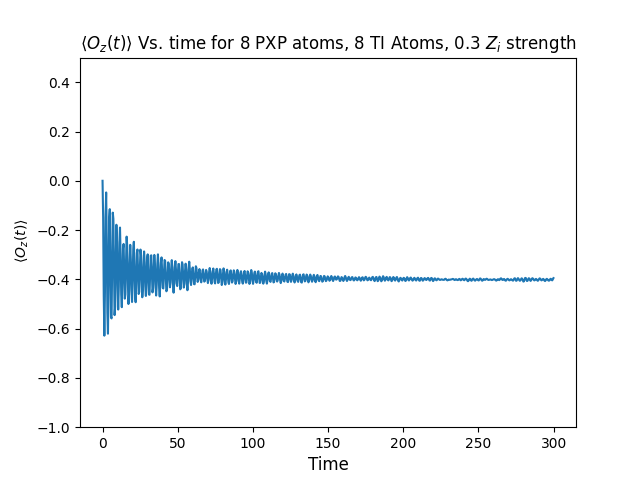 ⟨O_z(t)⟩ Vs. time for 8 PXP atoms, 8 TI Atoms, 0.3 Z_i strength
⟨O_z(t)⟩
0.4
0.2
0.0
−0.2
−0.4
−0.6
−0.8
−1.0
0 50 100 150 200 250 300
Time